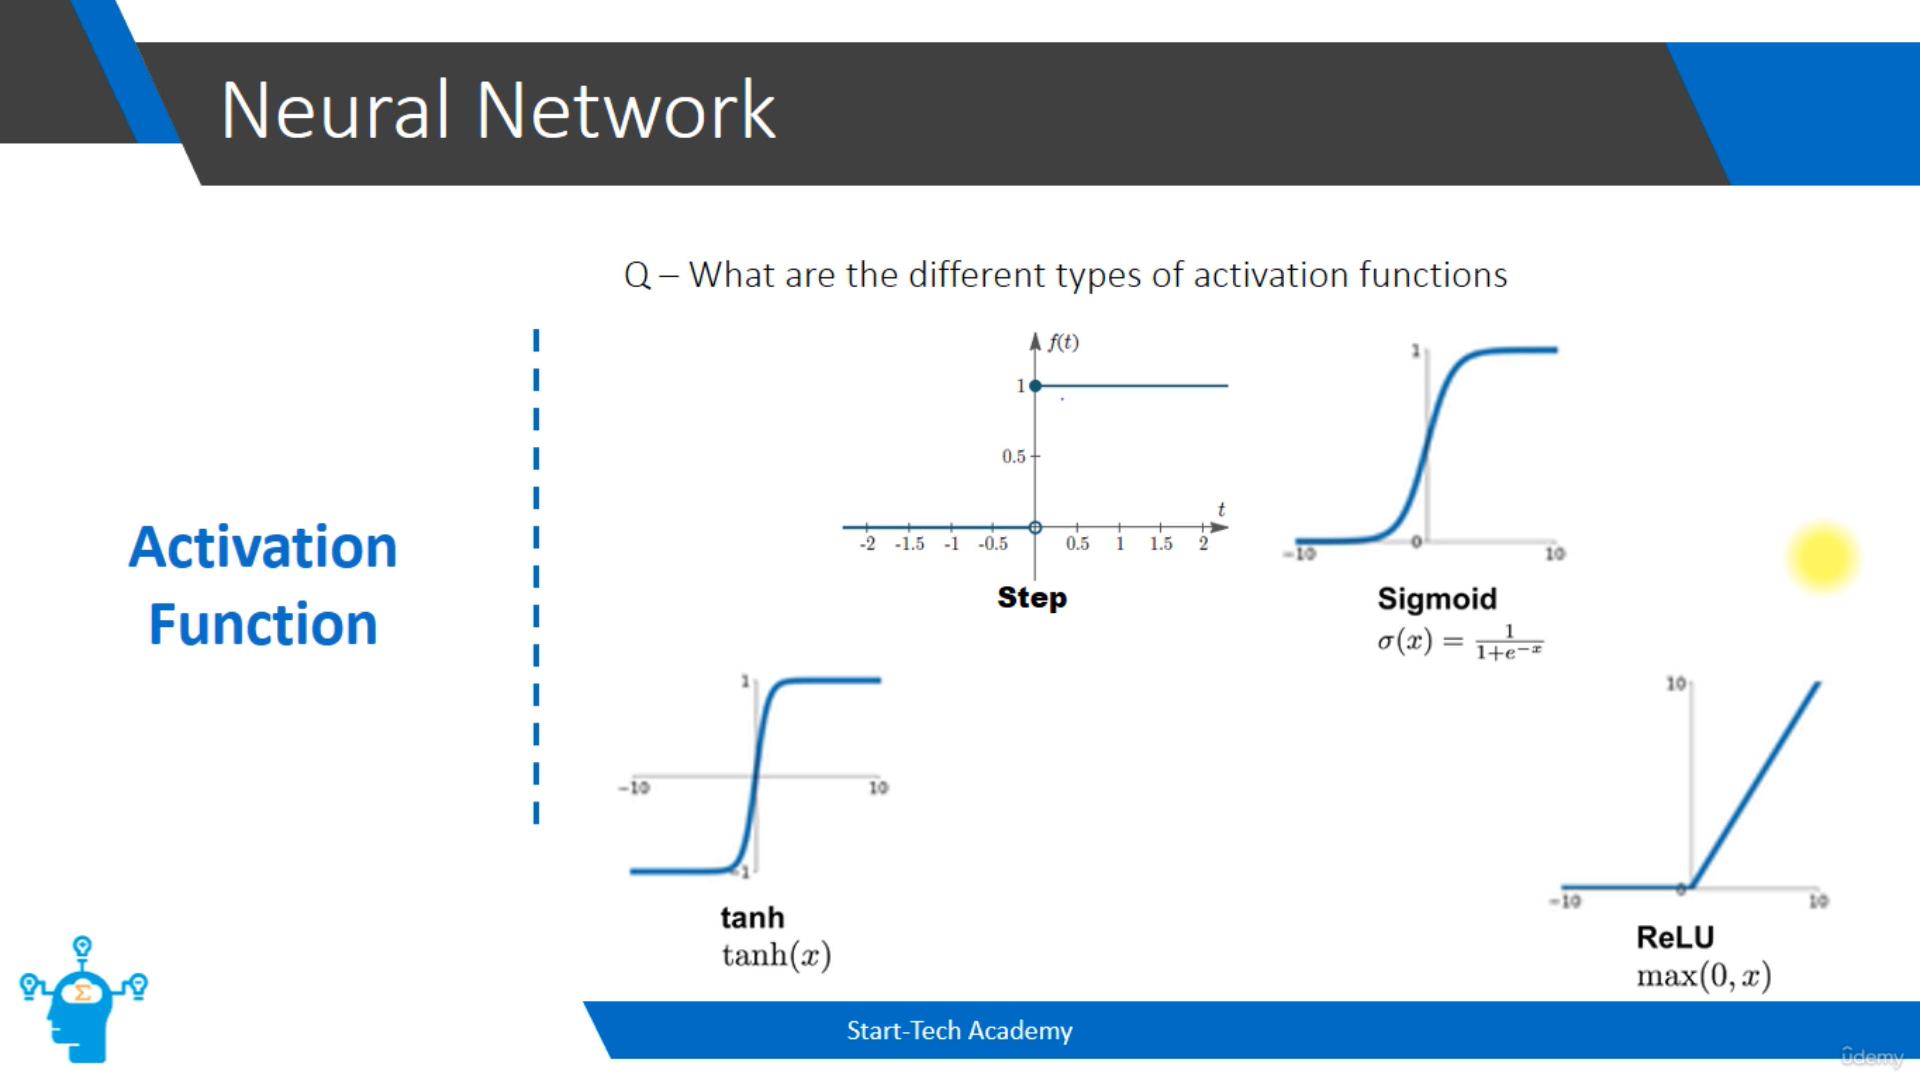 Neural Network
Q – What are the different types of activation functions
Activation
Function
f(t)
1
0.5
t
-2 -1.5 -1 -0.5 0.5 1 1.5 2
Step
1
0
-10 10
Sigmoid
σ(x) = 1/(1+e^−x)
1
-10 10
-1
tanh
tanh(x)
10
0
-10 10
ReLU
max(0, x)
Σ
Start-Tech Academy
ûdemy